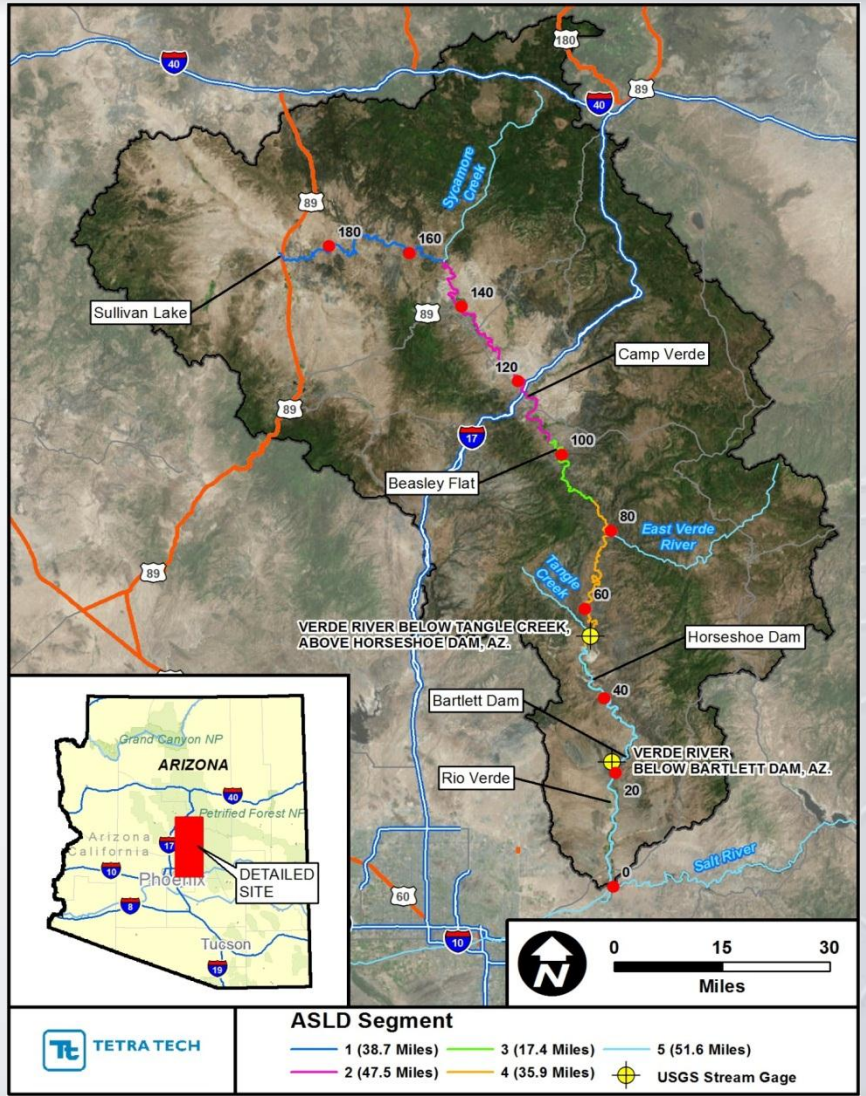 40
180
40
89
Sycamore
Creek
89
180
160
Sullivan Lake
140
89
120
Camp Verde
89
17
100
Beasley Flat
80
East Verde
River
89
Tangle
Creek
60
VERDE RIVER BELOW TANGLE CREEK,
ABOVE HORSESHOE DAM, AZ.
Horseshoe Dam
40
Bartlett Dam
VERDE RIVER
BELOW BARTLETT DAM, AZ.
Rio Verde
20
0
Salt River
60
10
Grand Canyon NP
ARIZONA
40
Petrified Forest NP
Arizona
California
17
10
Phoenix
DETAILED
SITE
8
Tucson
19
N
0 15 30
Miles
Tt TETRA TECH
ASLD Segment
1 (38.7 Miles) 3 (17.4 Miles) 5 (51.6 Miles)
2 (47.5 Miles) 4 (35.9 Miles) USGS Stream Gage